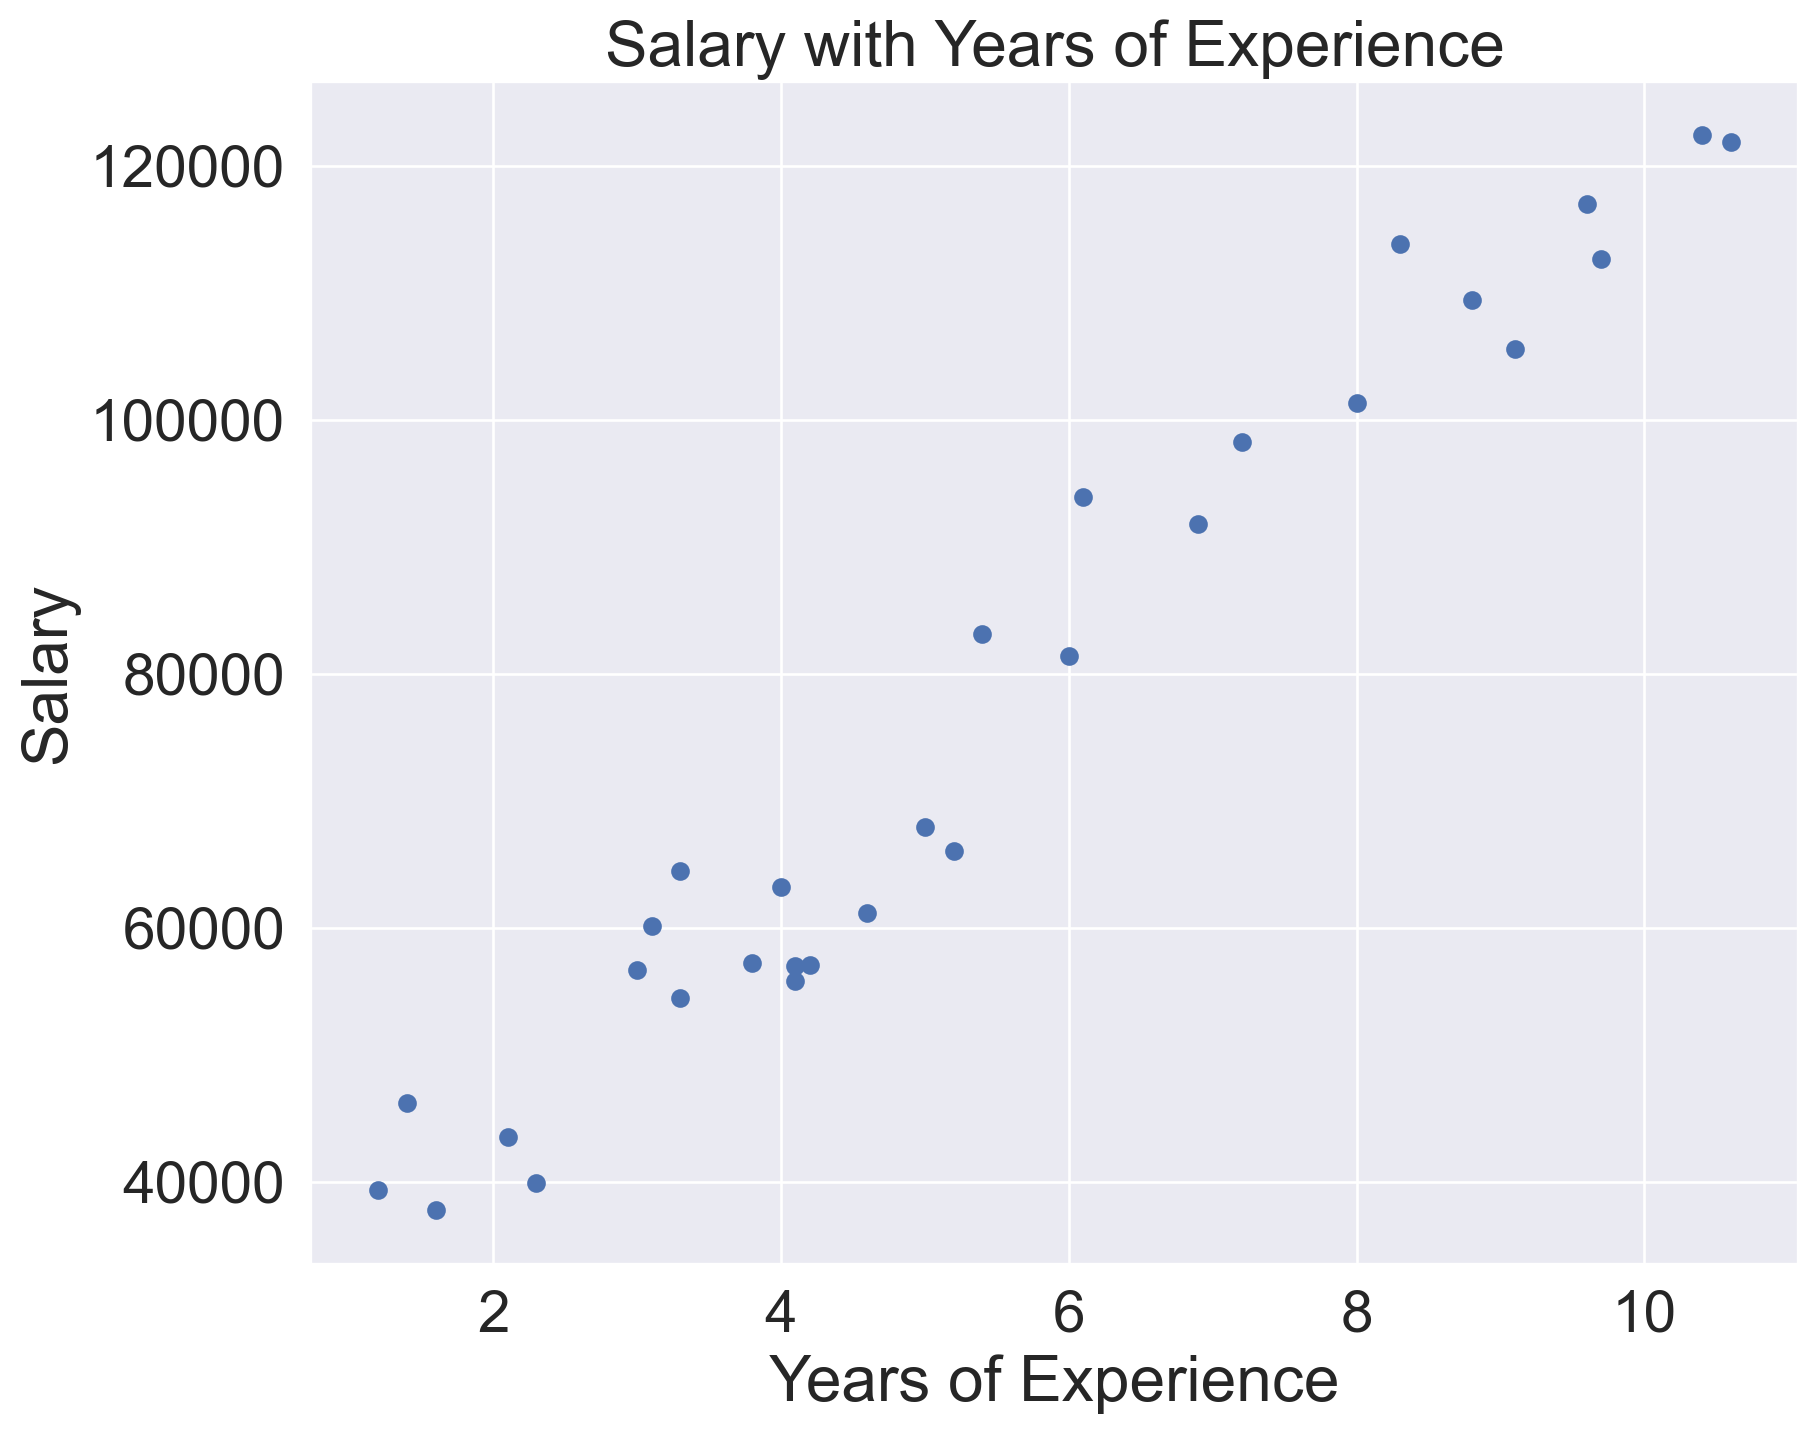 Salary with Years of Experience
120000
100000
80000
60000
40000
Salary
2 4 6 8 10
Years of Experience